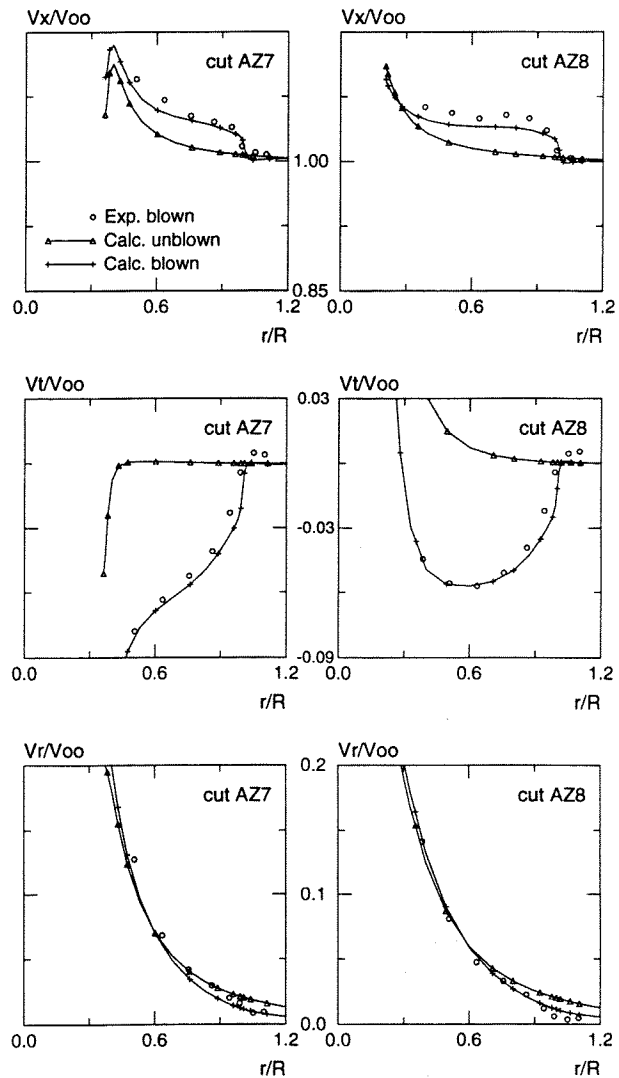 Vx/Voo
Vx/Voo
cut AZ7
cut AZ8
1.00
Exp. blown
Calc. unblown
Calc. blown
0.85
0.0
0.6
1.2
0.0
0.6
1.2
r/R
r/R
Vt/Voo
Vt/Voo
0.03
cut AZ7
cut AZ8
-0.03
-0.09
0.0
0.6
1.2
0.0
0.6
1.2
r/R
r/R
Vr/Voo
Vr/Voo
0.2
cut AZ7
cut AZ8
0.1
0.0
0.0
0.6
1.2
0.0
0.6
1.2
r/R
r/R